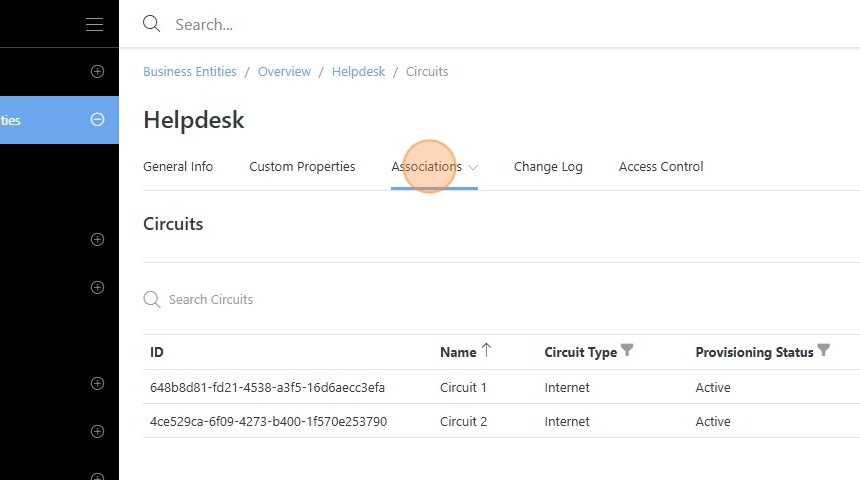 Search...
ties
Business Entities / Overview / Helpdesk / Circuits
Helpdesk
General Info Custom Properties Associations Change Log Access Control
Circuits
Search Circuits
ID Name Circuit Type Provisioning Status
648b8d81-fd21-4538-a3f5-16d6aecc3efa Circuit 1 Internet Active
4ce529ca-6f09-4273-b400-1f570e253790 Circuit 2 Internet Active